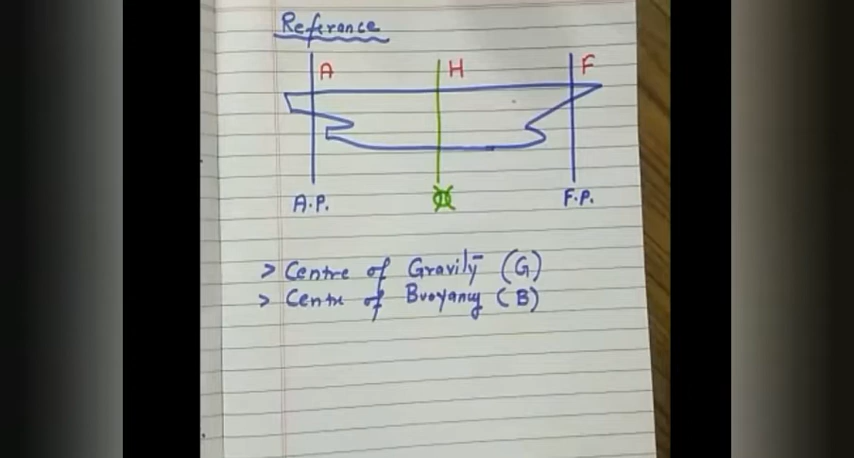 Referance
A H F
A.P. F.P.
> Centre of Gravity (G)
> Centre of Buoyancy (B)